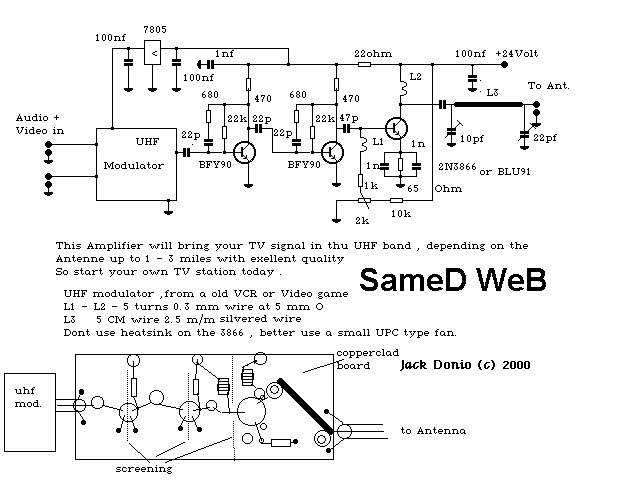 7805
100nf
<
1nf
22ohm
100nf +24Volt
100nf
L2
To Ant.
L3
680
470
680
470
Audio +
Video in
22k
22p
22k
47p
UHF
22p
22p
L1
1n
10pf
22pf
Modulator
BFY90
BFY90
1n
2N3866 or BLU91
1k
65 Ohm
2k
10k
This Amplifier will bring your TV signal in thu UHF band , depending on the
Antenne up to 1 - 3 miles with exellent quality
So start your own TV station today .
SameD WeB
UHF modulator ,from a old VCR or Video game
L1 - L2 - 5 turns 0.3 mm wire at 5 mm O
L3 5 CM wire 2.5 m/m silvered wire
Dont use heatsink on the 3866 , better use a small UPC type fan.
copperclad
board
Jack Donio (c) 2000
uhf
mod.
to Antenna
screening